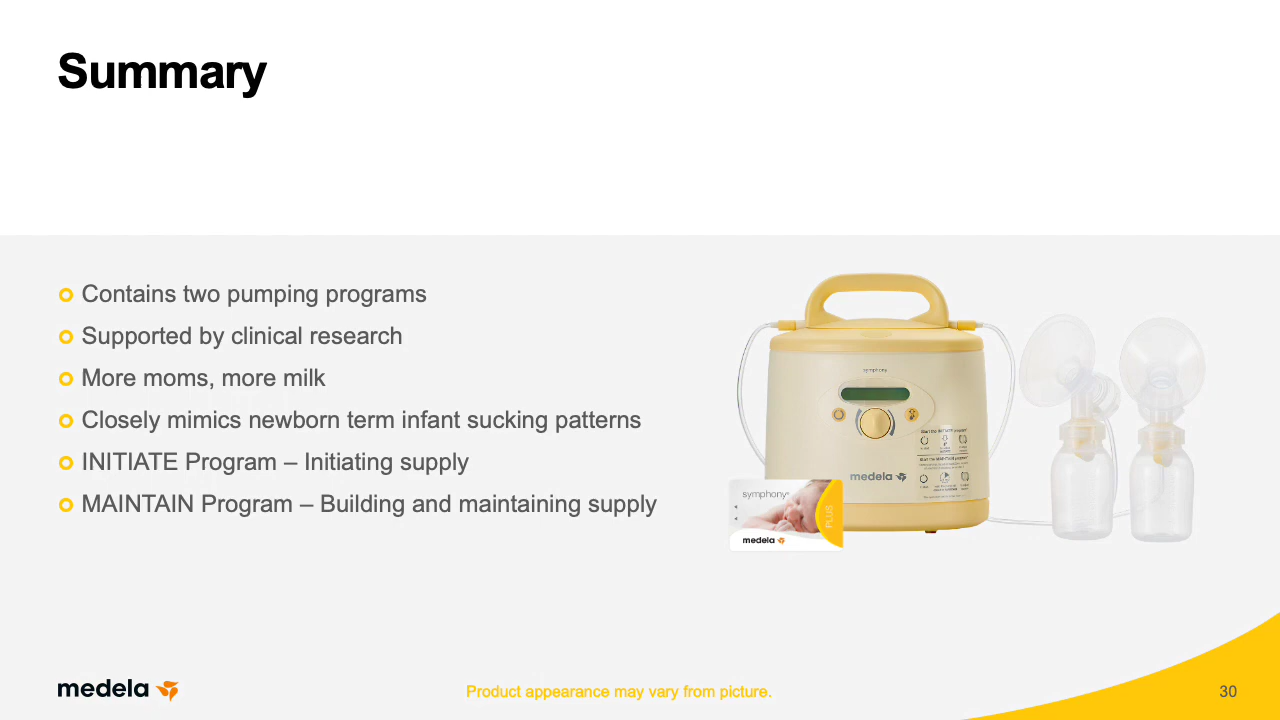 Summary
Contains two pumping programs
Supported by clinical research
More moms, more milk
Closely mimics newborn term infant sucking patterns
INITIATE Program – Initiating supply
MAINTAIN Program – Building and maintaining supply
symphony
medela
symphony®
PLUS
medela
medela
Product appearance may vary from picture.
30